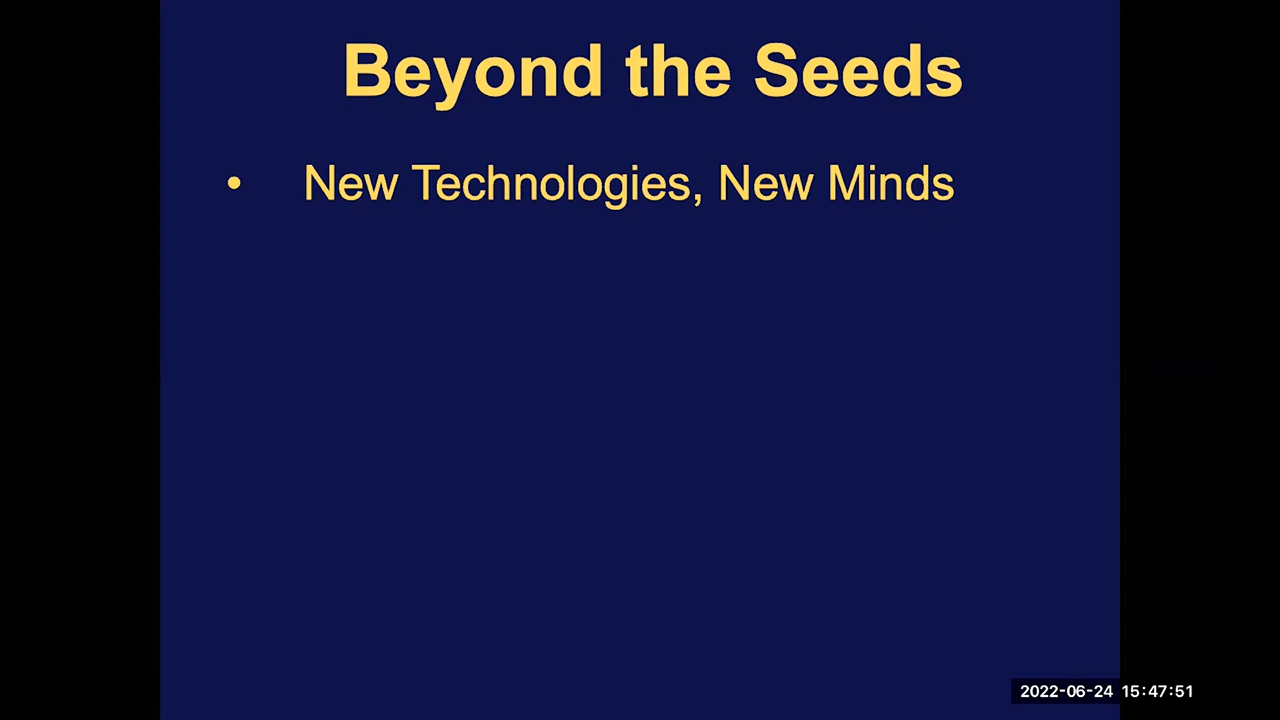 Beyond the Seeds
• New Technologies, New Minds
2022-06-24 15:47:51